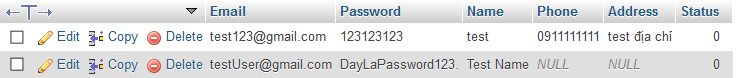 Email Password Name Phone Address Status
Edit Copy Delete test123@gmail.com 123123123 test 0911111111 test địa chỉ 0
Edit Copy Delete testUser@gmail.com DayLaPassword123. Test Name NULL NULL 0